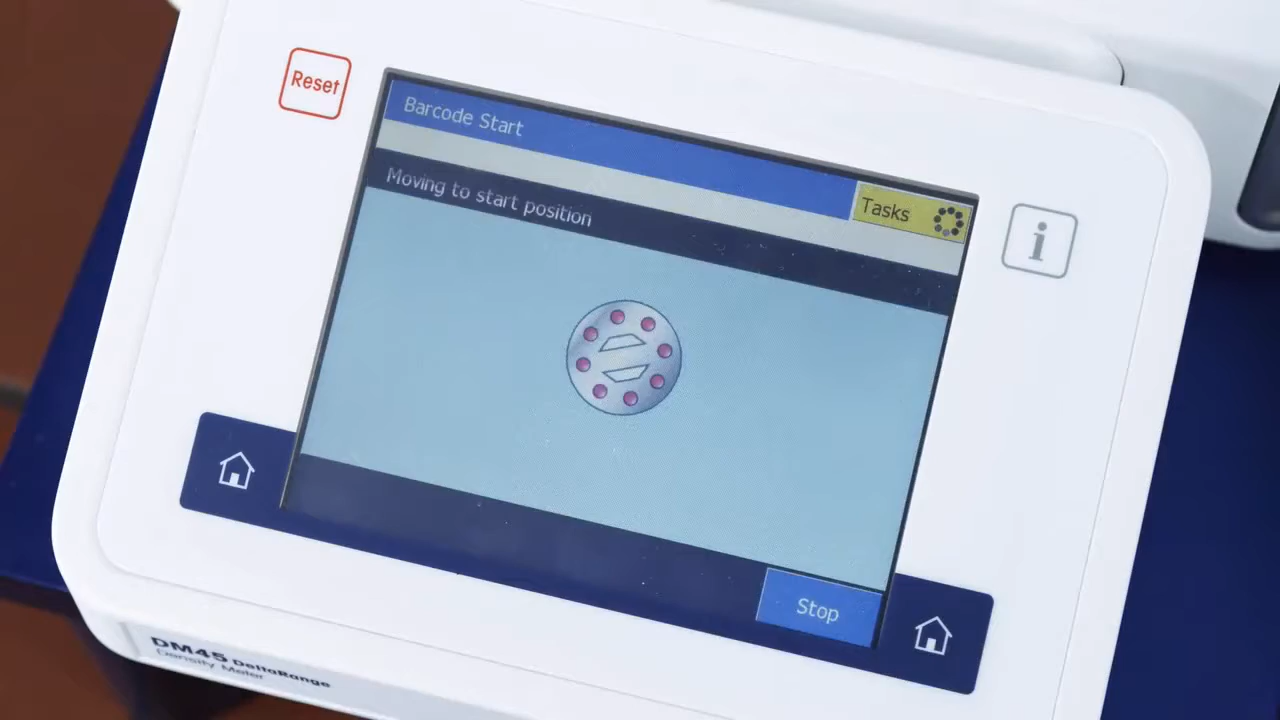 Reset
Barcode Start
Moving to start position
Tasks
i
Stop
DM45 DeltaRange
Density Meter